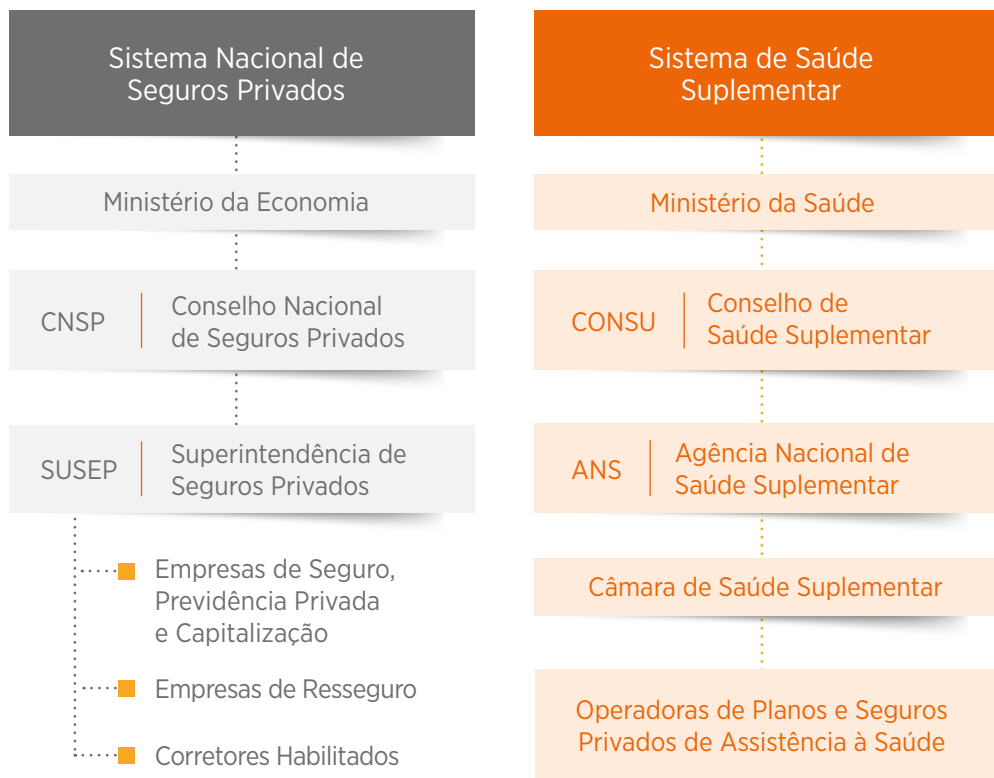 Sistema Nacional de
Seguros Privados
Ministério da Economia
CNSP
Conselho Nacional
de Seguros Privados
SUSEP
Superintendência de
Seguros Privados
Empresas de Seguro,
Previdência Privada
e Capitalização
Empresas de Resseguro
Corretores Habilitados
Sistema de Saúde
Suplementar
Ministério da Saúde
CONSU
Conselho de
Saúde Suplementar
ANS
Agência Nacional de
Saúde Suplementar
Câmara de Saúde Suplementar
Operadoras de Planos e Seguros
Privados de Assistência à Saúde